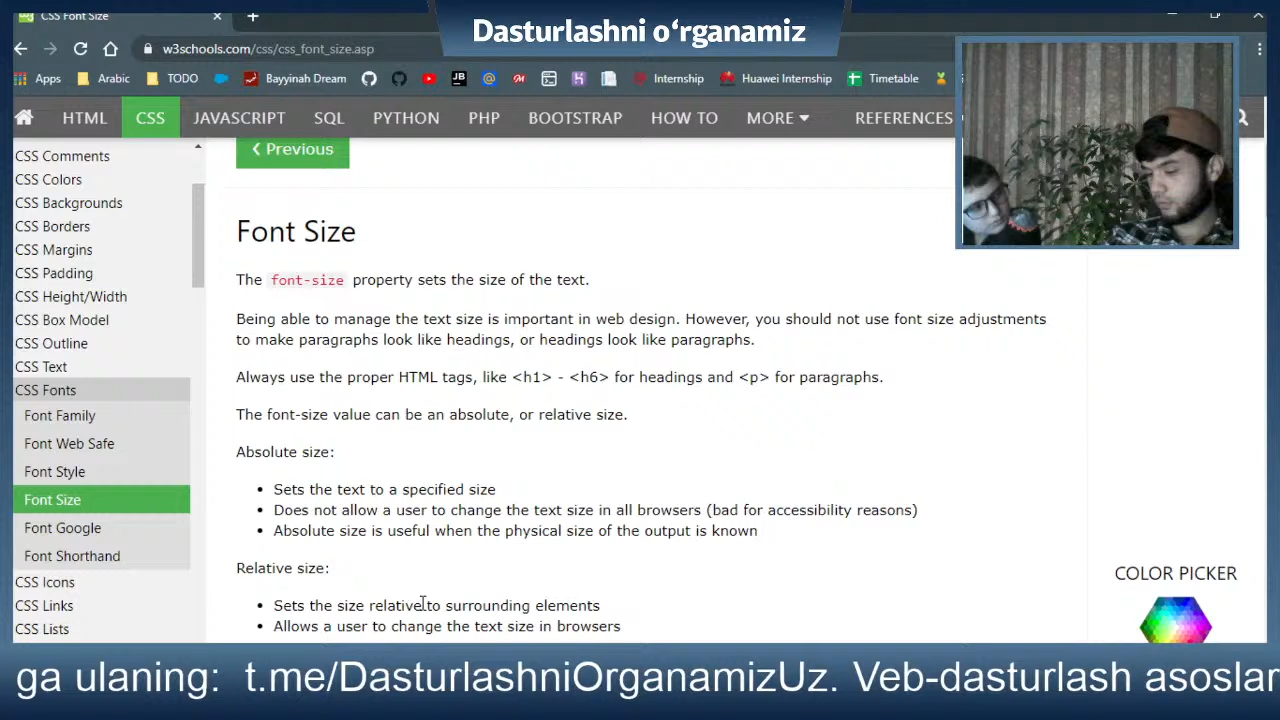 CSS Font Size
Dasturlashni o‘rganamiz
w3schools.com/css/css_font_size.asp
Apps Arabic TODO Bayyinah Dream JB Internship Huawei Internship Timetable
HTML CSS JAVASCRIPT SQL PYTHON PHP BOOTSTRAP HOW TO MORE REFERENCES
CSS Comments
CSS Colors
CSS Backgrounds
CSS Borders
CSS Margins
CSS Padding
CSS Height/Width
CSS Box Model
CSS Outline
CSS Text
CSS Fonts
Font Family
Font Web Safe
Font Style
Font Size
Font Google
Font Shorthand
CSS Icons
CSS Links
CSS Lists
❮ Previous
Font Size
The font-size property sets the size of the text.
Being able to manage the text size is important in web design. However, you should not use font size adjustments
to make paragraphs look like headings, or headings look like paragraphs.
Always use the proper HTML tags, like <h1> - <h6> for headings and <p> for paragraphs.
The font-size value can be an absolute, or relative size.
Absolute size:
• Sets the text to a specified size
• Does not allow a user to change the text size in all browsers (bad for accessibility reasons)
• Absolute size is useful when the physical size of the output is known
Relative size:
• Sets the size relative to surrounding elements
• Allows a user to change the text size in browsers
COLOR PICKER
ga ulaning: t.me/DasturlashniOrganamizUz. Veb-dasturlash asoslar